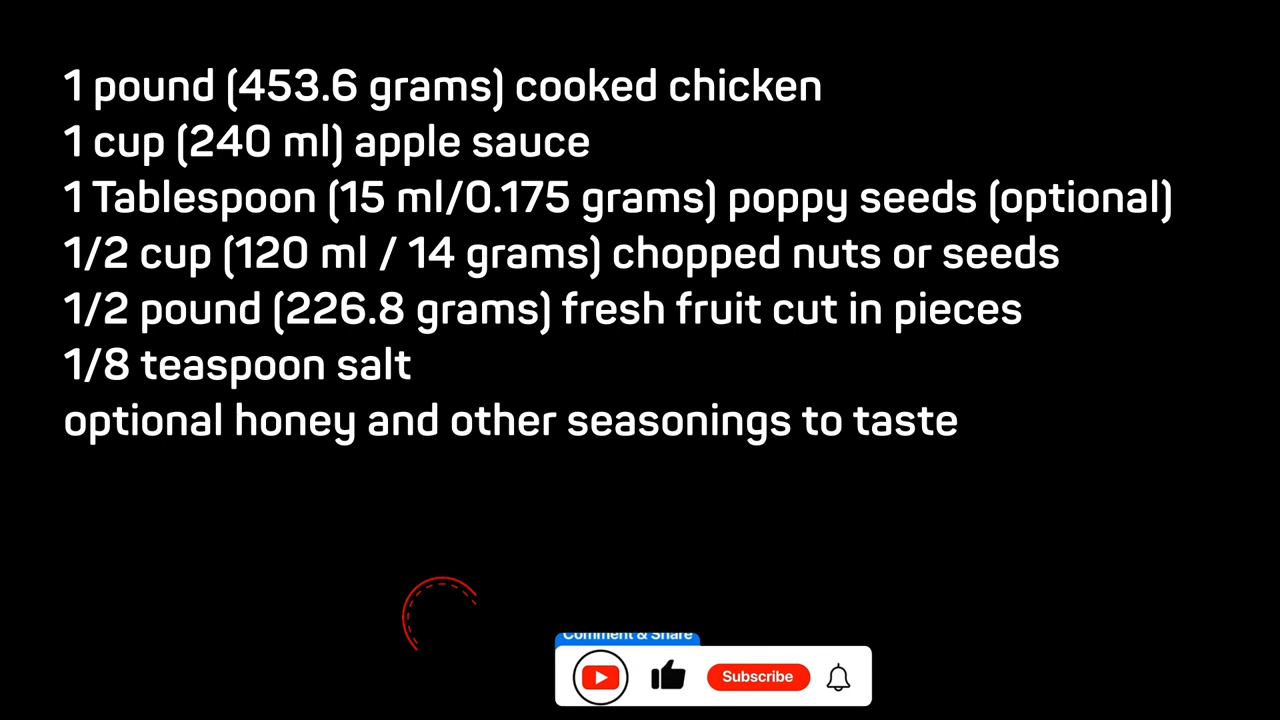 1 pound (453.6 grams) cooked chicken
1 cup (240 ml) apple sauce
1 Tablespoon (15 ml/0.175 grams) poppy seeds (optional)
1/2 cup (120 ml / 14 grams) chopped nuts or seeds
1/2 pound (226.8 grams) fresh fruit cut in pieces
1/8 teaspoon salt
optional honey and other seasonings to taste
Comment & Share
Subscribe